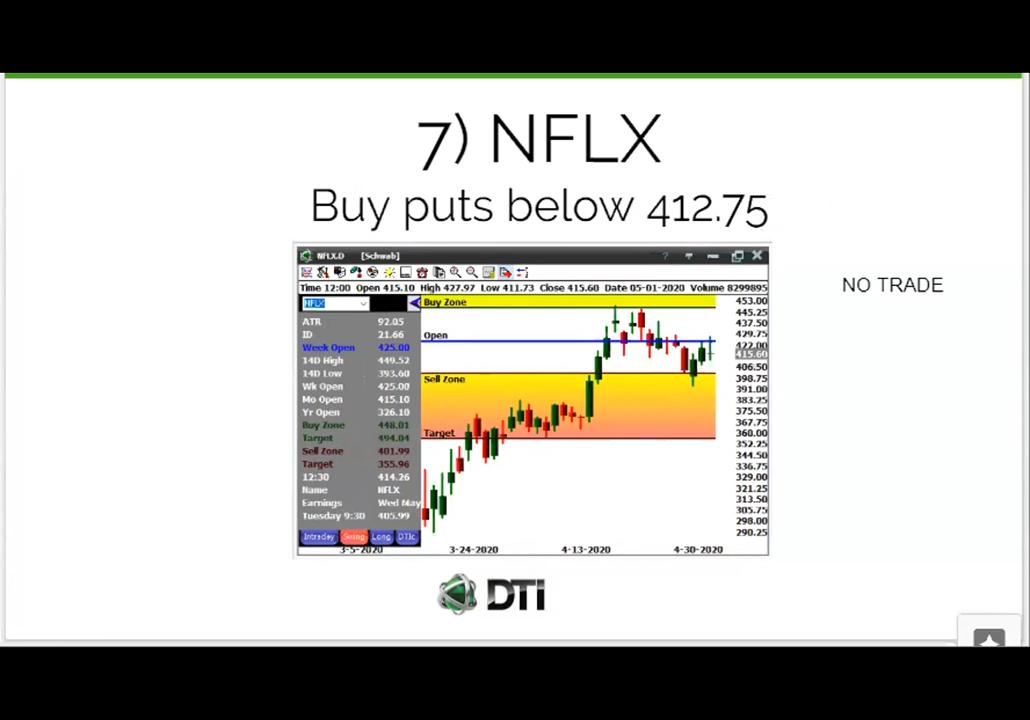 7) NFLX
Buy puts below 412.75
NO TRADE
NFLX.D [Schwab]
Time 12:00 Open 415.10 High 427.97 Low 411.73 Close 415.60 Date 05-01-2020 Volume 8299895
NFLX
ATR 92.05
ID 21.66
Week Open 425.00
14D High 449.52
14D Low 393.60
Wk Open 425.00
Mo Open 415.10
Yr Open 326.10
Buy Zone 448.01
Target 494.04
Sell Zone 401.99
Target 355.96
12:30 414.26
Name NFLX
Earnings Wed May
Tuesday 9:30 405.99
Intraday Swing Long DTIc
Buy Zone
Open
Sell Zone
Target
453.00
445.25
437.50
429.75
422.00
415.60
406.50
398.75
391.00
383.25
375.50
367.75
360.00
352.25
344.50
336.75
329.00
321.25
313.50
305.75
298.00
290.25
3-5-2020 3-24-2020 4-13-2020 4-30-2020
DTI